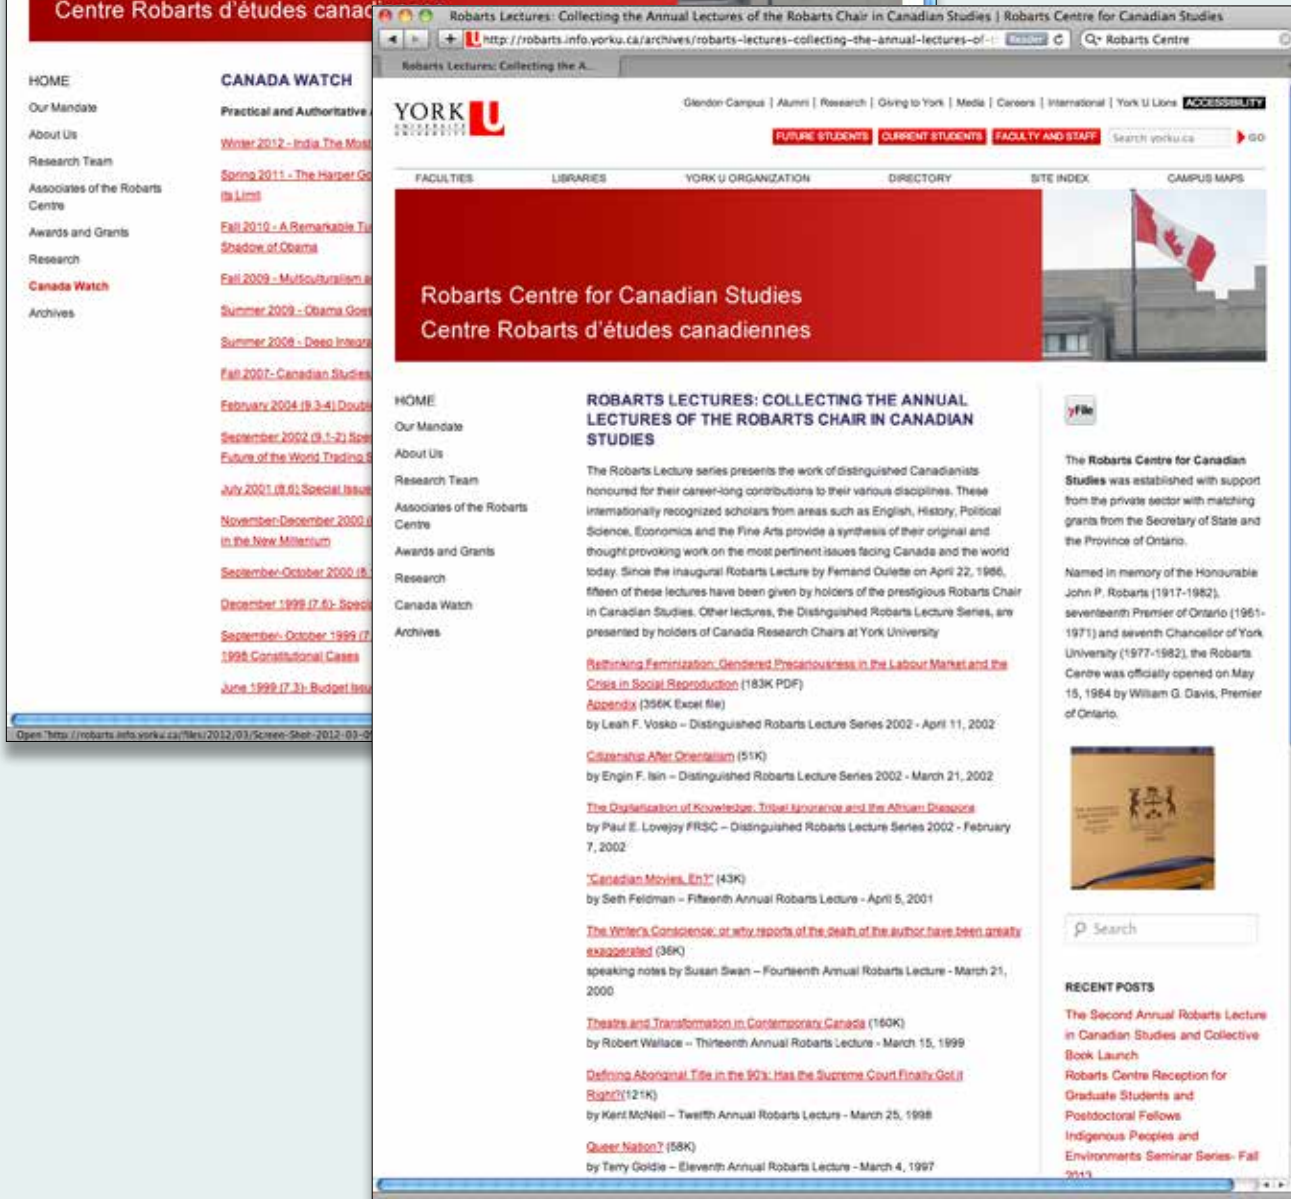 Centre Robarts d'études
HOME
Our Mandate
About Us
Research Team
Associates of the Robarts
Centre
Awards and Grants
Research
Canada Watch
Archives
CANADA WATCH
Practical and Authoritative
Winter 2012 - India The Most
Spring 2011 - The Harper
its Limit
Fall 2010 - A Remarkable
Shadow of Obama
Fall 2009 - Multiculturalism
Summer 2009 - Obama Goes
Summer 2008 - Deep
Fall 2007- Canadian Studies
February 2004 (9.3-4)
September 2002 (9.1-2)
Future of the World Trading
July 2001 (8.6) Special Issue
November-December 2000
in the New Millenium
September-October 2000
December 1999 (7.6)-
September- October 1999
1998 Constitutional Cases
June 1999 (7.3)- Budget
Open "http://robarts.info.yorku.ca/files/2012/03/Screen-Shot-2012-03-
Robarts Lectures: Collecting the Annual Lectures of the Robarts Chair in Canadian Studies | Robarts Centre for Canadian Studies
http://robarts.info.yorku.ca/archives/robarts-lectures-collecting-the-annual-lectures-of- Reader Robarts Centre
Robarts Lectures: Collecting the A...
YORK U
UNIVERSITÉ
UNIVERSITY
Glendon Campus | Alumni | Research | Giving to York | Media | Careers | International | York U Lions ACCESSIBILITY
FUTURE STUDENTS CURRENT STUDENTS FACULTY AND STAFF Search yorku.ca GO
FACULTIES LIBRARIES YORK U ORGANIZATION DIRECTORY SITE INDEX CAMPUS MAPS
Robarts Centre for Canadian Studies
Centre Robarts d'études canadiennes
HOME
Our Mandate
About Us
Research Team
Associates of the Robarts
Centre
Awards and Grants
Research
Canada Watch
Archives
ROBARTS LECTURES: COLLECTING THE ANNUAL
LECTURES OF THE ROBARTS CHAIR IN CANADIAN
STUDIES
The Robarts Lecture series presents the work of distinguished Canadianists
honoured for their career-long contributions to their various disciplines. These
internationally recognized scholars from areas such as English, History, Political
Science, Economics and the Fine Arts provide a synthesis of their original and
thought provoking work on the most pertinent issues facing Canada and the world
today. Since the inaugural Robarts Lecture by Fernand Oulette on April 22, 1986,
fifteen of these lectures have been given by holders of the prestigious Robarts Chair
in Canadian Studies. Other lectures, the Distinguished Robarts Lecture Series, are
presented by holders of Canada Research Chairs at York University
Rethinking Feminization: Gendered Precariousness in the Labour Market and the
Crisis in Social Reproduction (183K PDF)
Appendix (356K Excel file)
by Leah F. Vosko – Distinguished Robarts Lecture Series 2002 - April 11, 2002
Citizenship After Orientalism (51K)
by Engin F. Isin – Distinguished Robarts Lecture Series 2002 - March 21, 2002
The Digitalization of Knowledge: Tribal Ignorance and the African Diaspora
by Paul E. Lovejoy FRSC – Distinguished Robarts Lecture Series 2002 - February
7, 2002
"Canadian Movies, Eh?" (43K)
by Seth Feldman – Fifteenth Annual Robarts Lecture - April 5, 2001
The Writer's Conscience: or why reports of the death of the author have been greatly
exaggerated (36K)
speaking notes by Susan Swan – Fourteenth Annual Robarts Lecture - March 21,
2000
Theatre and Transformation in Contemporary Canada (160K)
by Robert Wallace – Thirteenth Annual Robarts Lecture - March 15, 1999
Defining Aboriginal Title in the 90's: Has the Supreme Court Finally Got it
Right?(121K)
by Kent McNeil – Twelfth Annual Robarts Lecture - March 25, 1998
Queer Nation? (58K)
by Terry Goldie – Eleventh Annual Robarts Lecture - March 4, 1997
yFile
The Robarts Centre for Canadian
Studies was established with support
from the private sector with matching
grants from the Secretary of State and
the Province of Ontario.
Named in memory of the Honourable
John P. Robarts (1917-1982),
seventeenth Premier of Ontario (1961-
1971) and seventh Chancellor of York
University (1977-1982), the Robarts
Centre was officially opened on May
15, 1984 by William G. Davis, Premier
of Ontario.
Search
RECENT POSTS
The Second Annual Robarts Lecture
in Canadian Studies and Collective
Book Launch
Robarts Centre Reception for
Graduate Students and
Postdoctoral Fellows
Indigenous Peoples and
Environments Seminar Series- Fall
2013